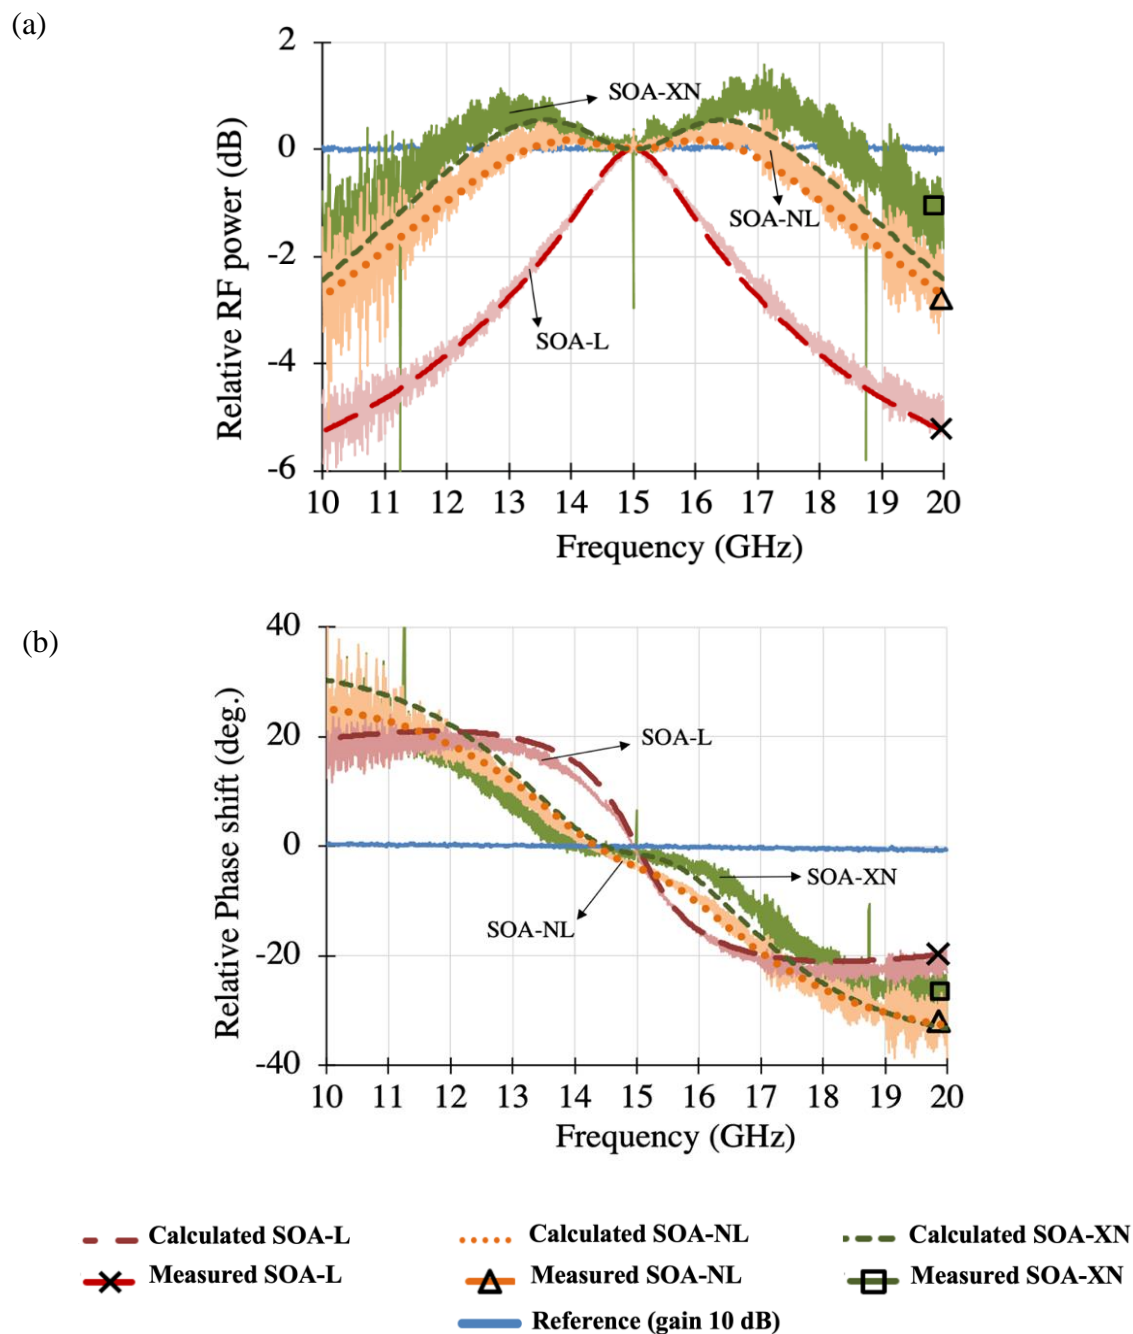 (a)
Relative RF power (dB)
2
0
-2
-4
-6
SOA-XN
SOA-NL
SOA-L
10 11 12 13 14 15 16 17 18 19 20
Frequency (GHz)
(b)
Relative Phase shift (deg.)
40
20
0
-20
-40
SOA-L
SOA-XN
SOA-NL
10 11 12 13 14 15 16 17 18 19 20
Frequency (GHz)
Calculated SOA-L Calculated SOA-NL Calculated SOA-XN
Measured SOA-L Measured SOA-NL Measured SOA-XN
Reference (gain 10 dB)